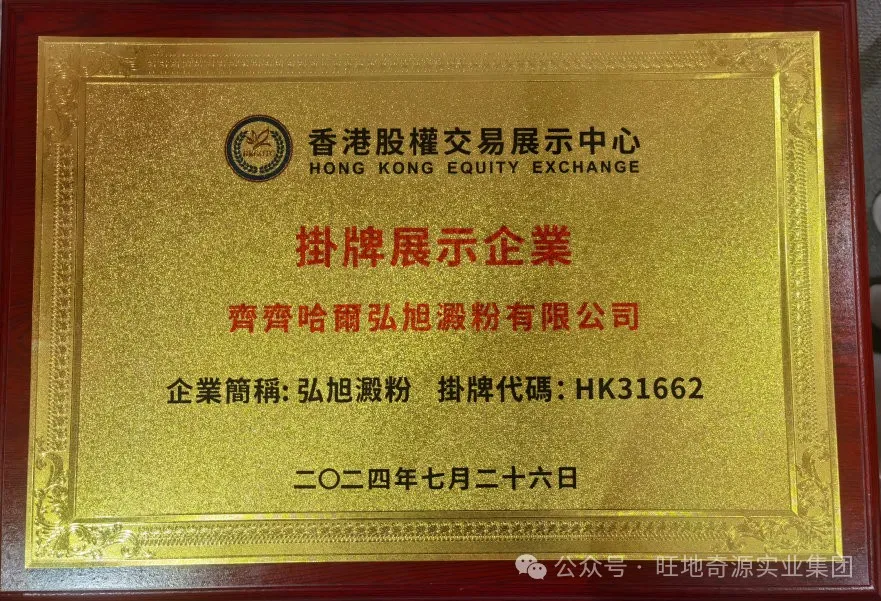 香港股權交易展示中心
HONG KONG EQUITY EXCHANGE
掛牌展示企業
齊齊哈爾弘旭澱粉有限公司
企業簡稱: 弘旭澱粉 掛牌代碼: HK31662
二〇二四年七月二十六日
公众号 · 旺地奇源实业集团